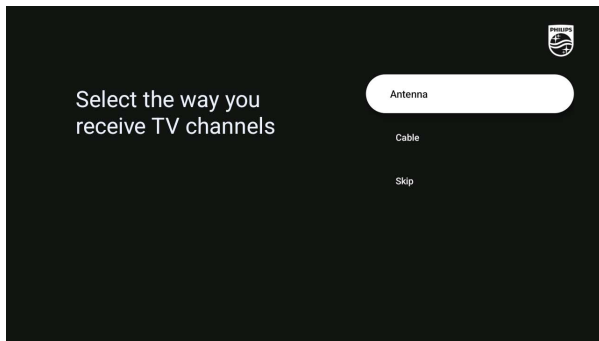 PHILIPS
Select the way you
receive TV channels
Antenna
Cable
Skip